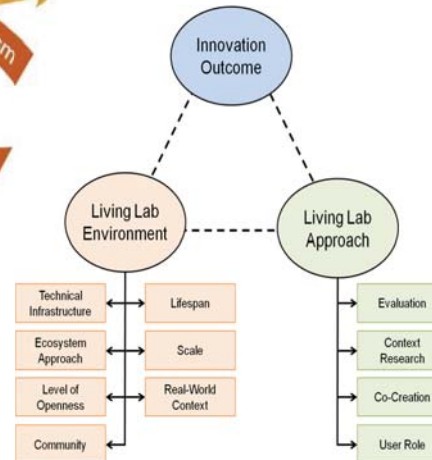 Innovation
Outcome
Living Lab
Environment
Living Lab
Approach
Technical
Infrastructure
Lifespan
Ecosystem
Approach
Scale
Level of
Openness
Real-World
Context
Community
Evaluation
Context
Research
Co-Creation
User Role